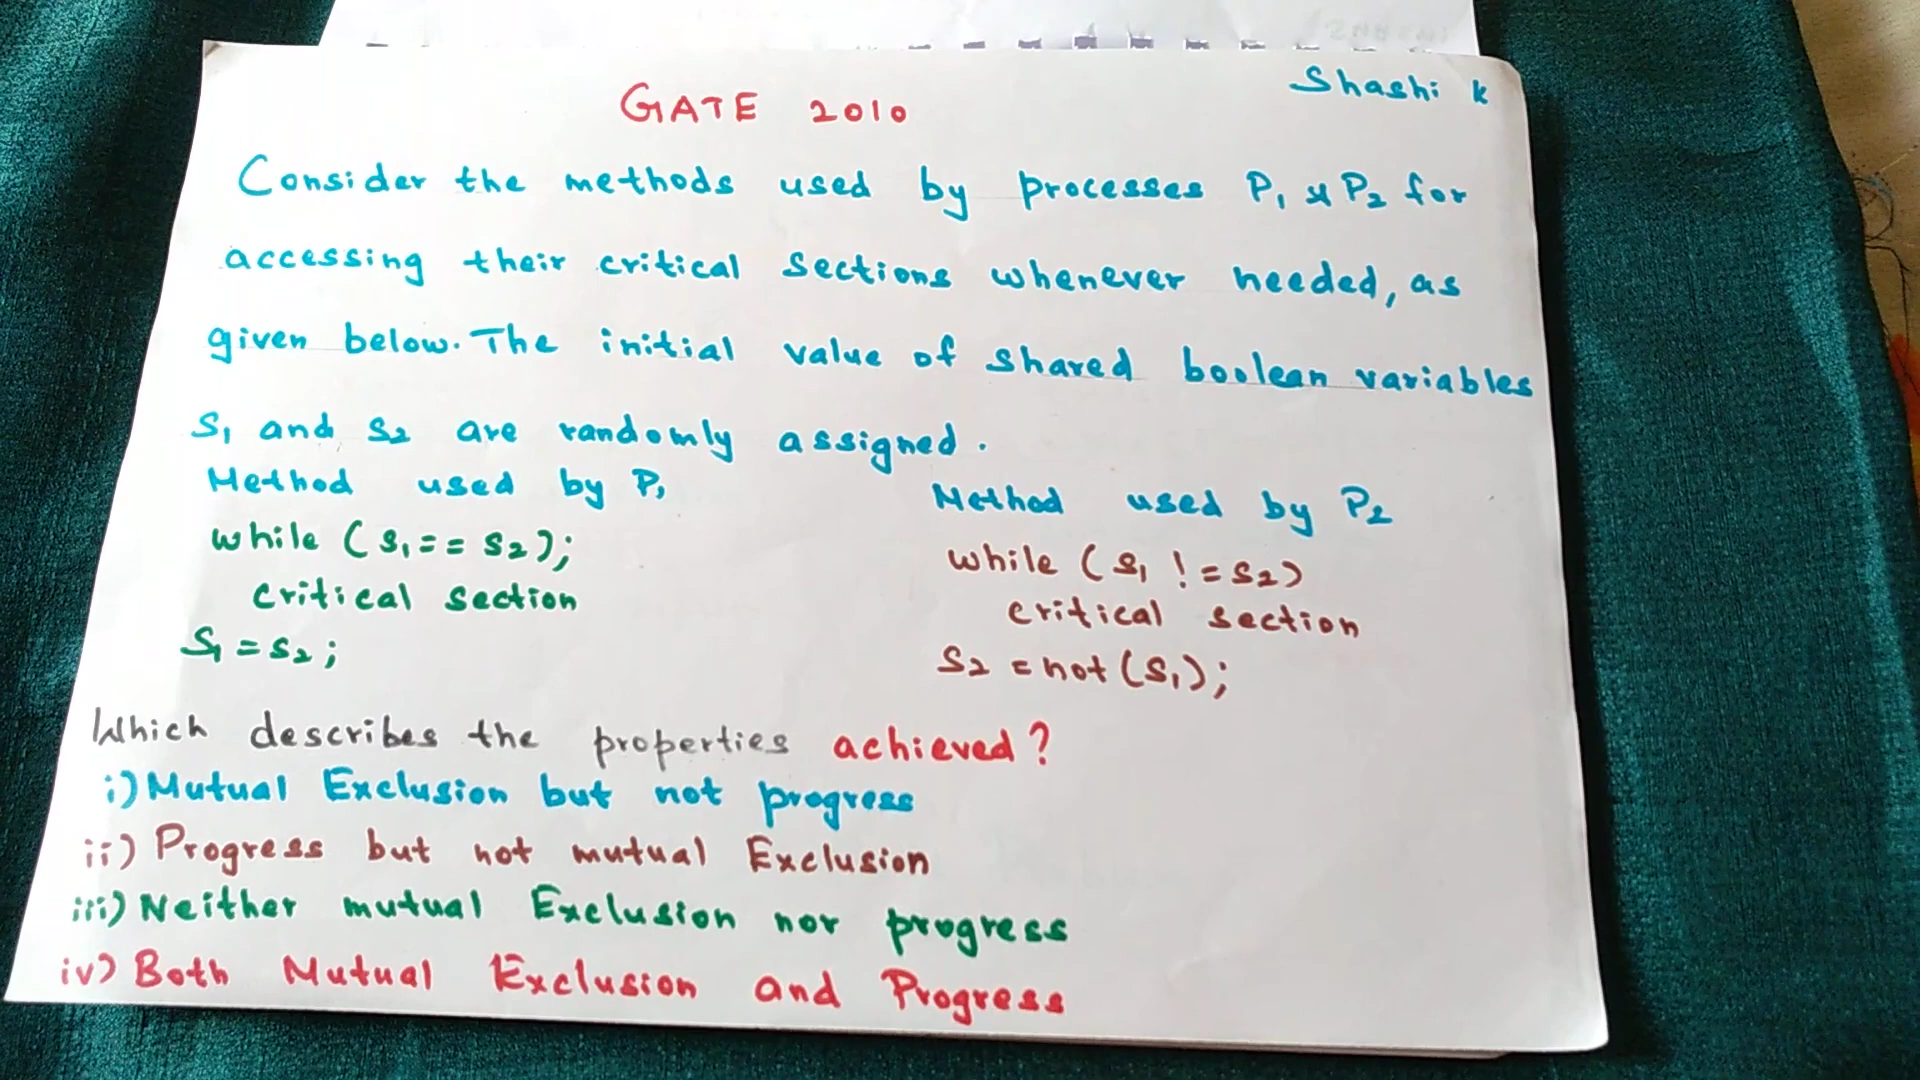 Shashi k
GATE 2010
Consider the methods used by processes P1 & P2 for
accessing their critical sections whenever needed, as
given below. The initial value of shared boolean variables
S1 and S2 are randomly assigned.
Method used by P1
while (S1 == S2);
critical section
S1 = S2;
Method used by P2
while (S1 != S2)
critical section
S2 = not (S1);
Which describes the properties achieved?
i) Mutual Exclusion but not progress
ii) Progress but not mutual Exclusion
iii) Neither mutual Exclusion nor progress
iv) Both Mutual Exclusion and Progress